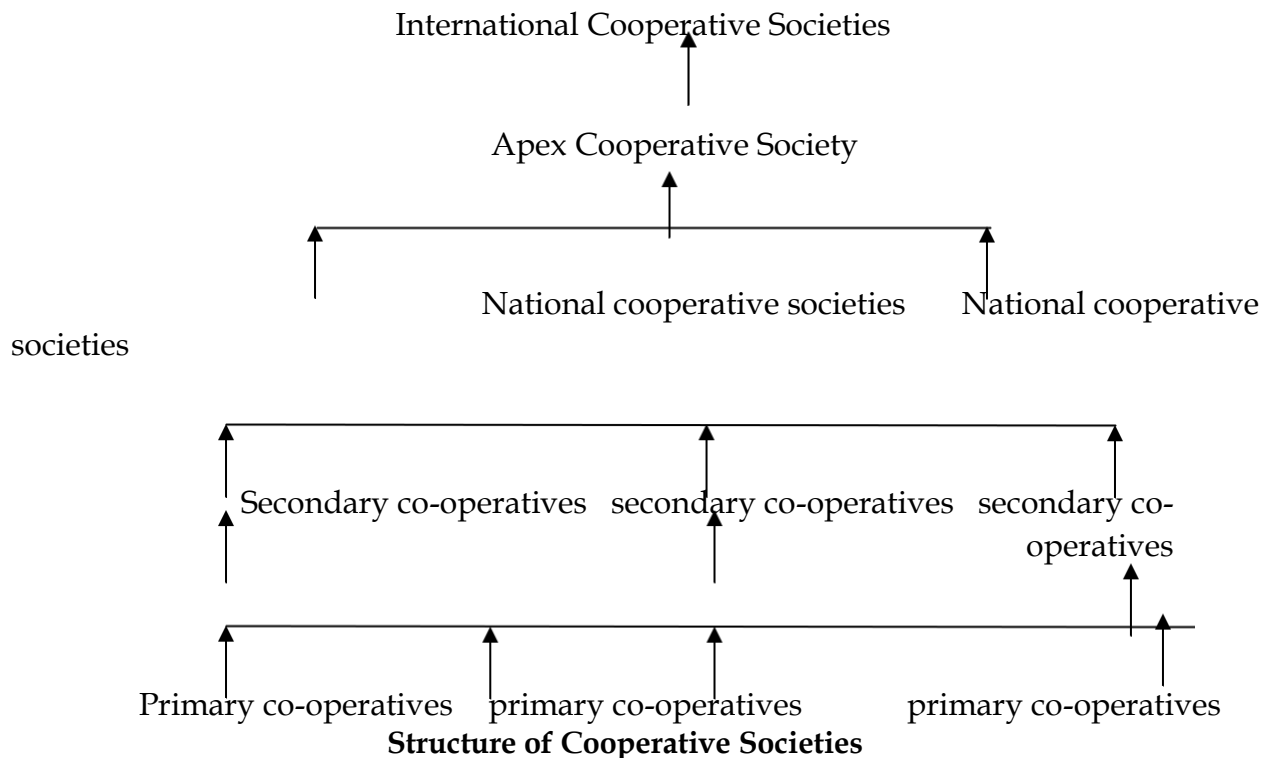 International Cooperative Societies
Apex Cooperative Society
National cooperative societies National cooperative
societies
Secondary co-operatives secondary co-operatives secondary co-
operatives
Primary co-operatives primary co-operatives primary co-operatives
Structure of Cooperative Societies